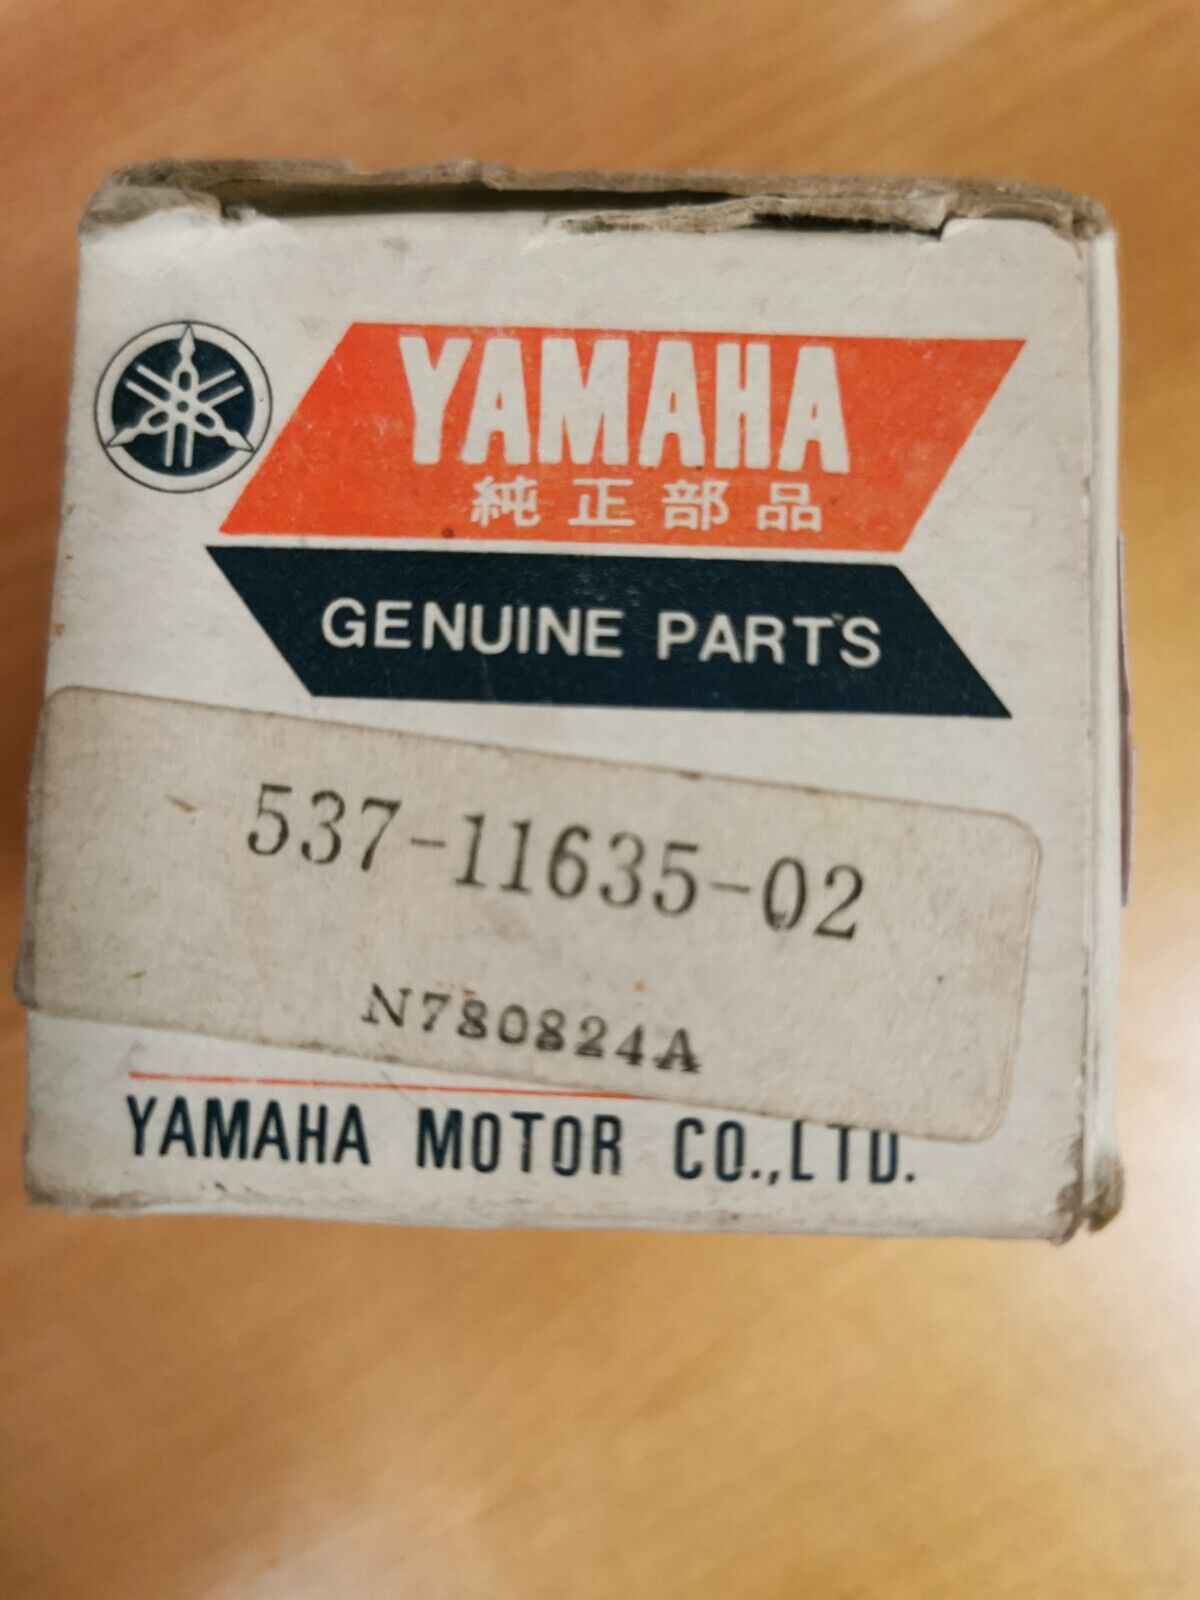 YAMAHA
純正部品
GENUINE PARTS
537-11635-02
N780824A
YAMAHA MOTOR CO.,LTD.